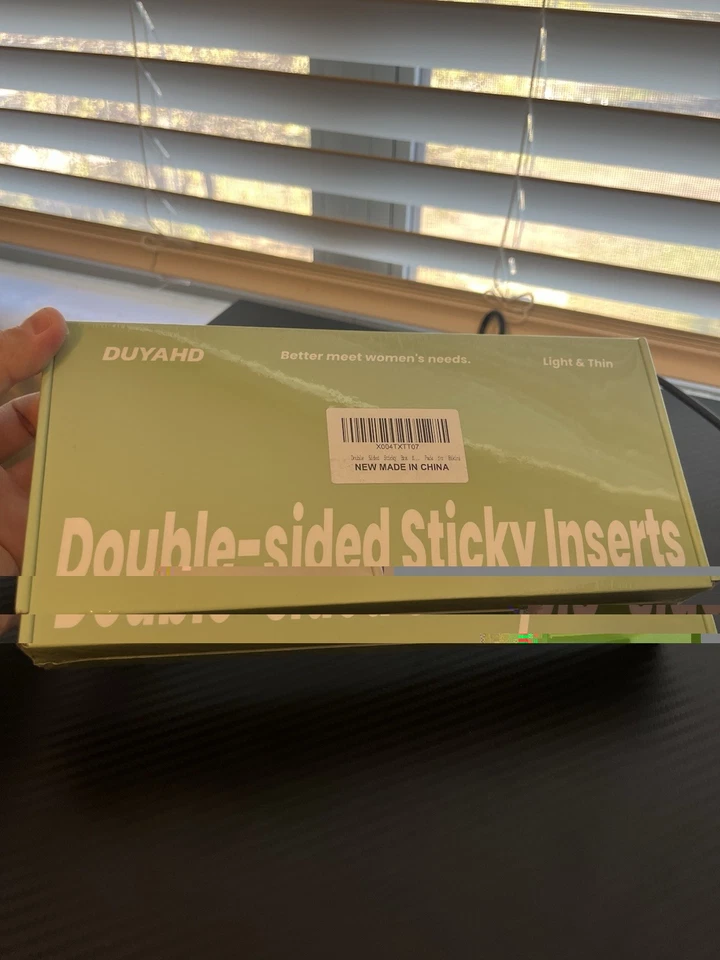 DUYAHD
Better meet women's needs.
Light & Thin
X004TXTT07
NEW MADE IN CHINA
Double-sided Sticky Inserts